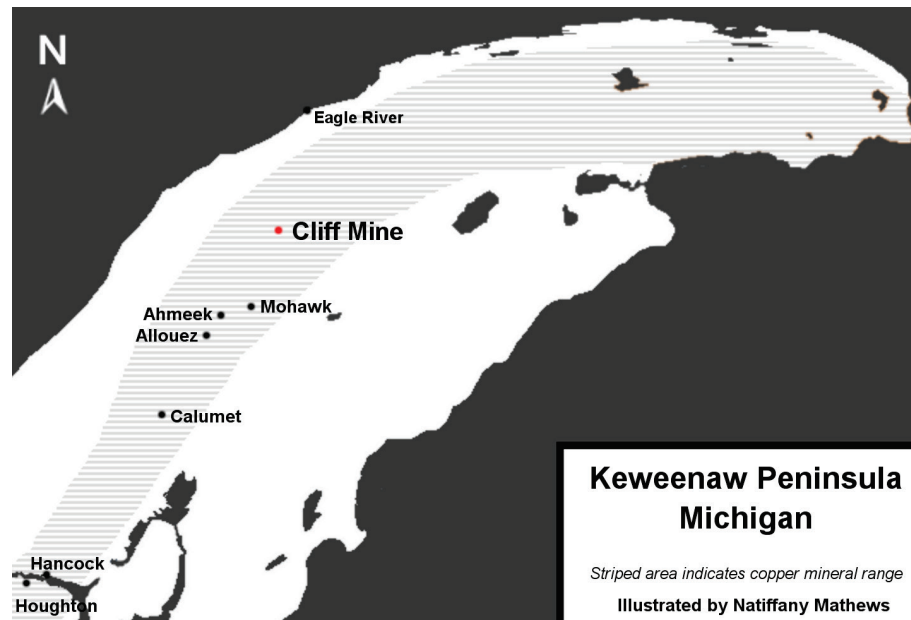 N
Eagle River
Cliff Mine
Mohawk
Ahmeek
Allouez
Calumet
Hancock
Houghton
Keweenaw Peninsula
Michigan
Striped area indicates copper mineral range
Illustrated by Natiffany Mathews